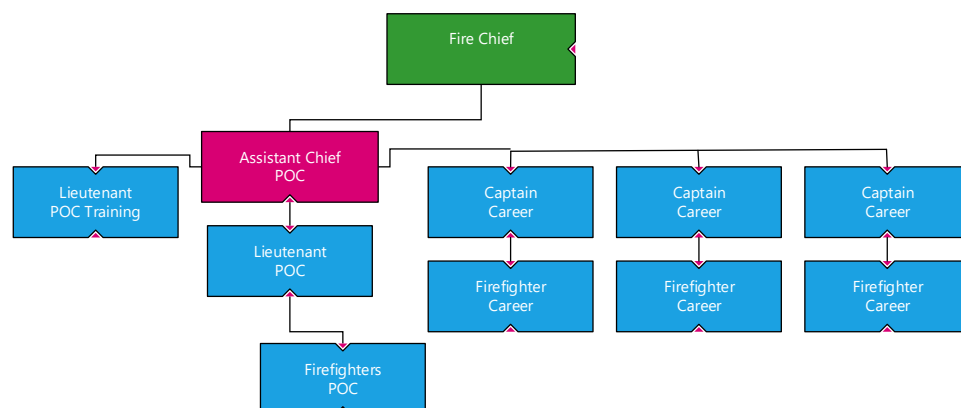 Fire Chief
Assistant Chief
POC
Lieutenant
POC Training
Captain
Career
Captain
Career
Captain
Career
Lieutenant
POC
Firefighter
Career
Firefighter
Career
Firefighter
Career
Firefighters
POC